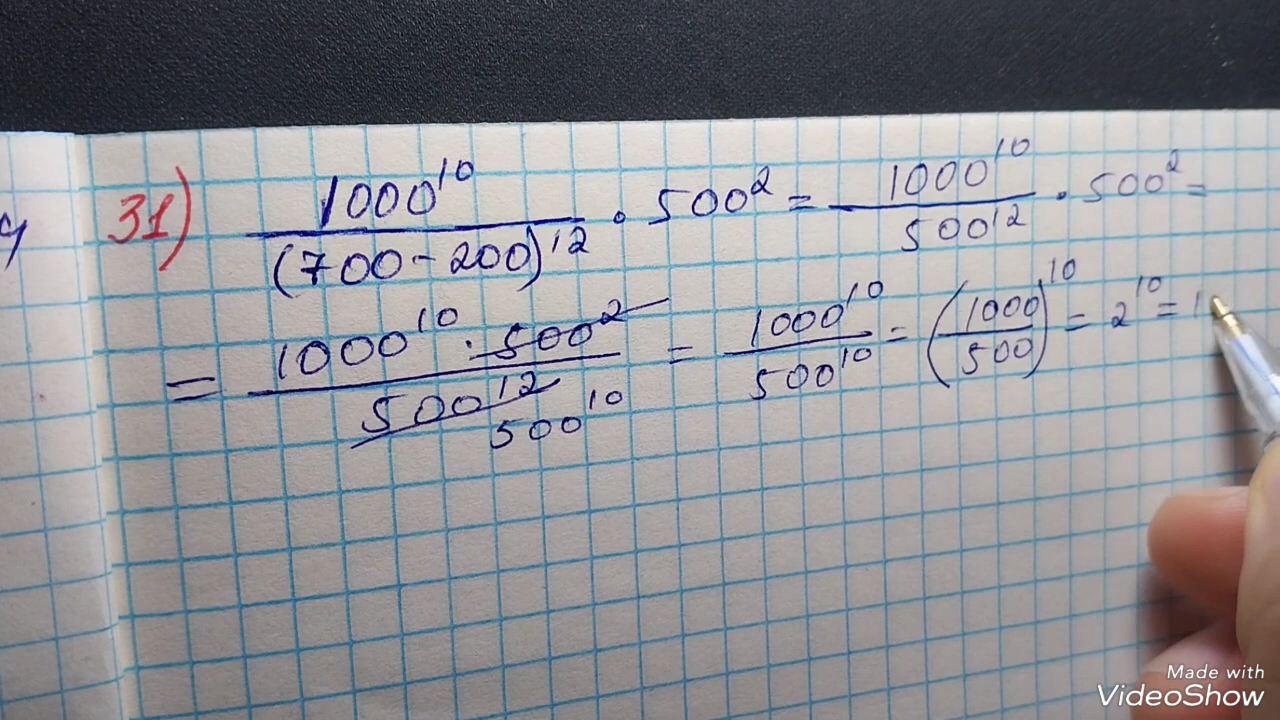 31) 1000^10 / (700-200)^12 · 500^2 = 1000^10 / 500^12 · 500^2 =
= 1000^10 · 500^2 / 500^12 500^10 = 1000^10 / 500^10 = (1000/500)^10 = 2^10 = 1
Made with
VideoShow